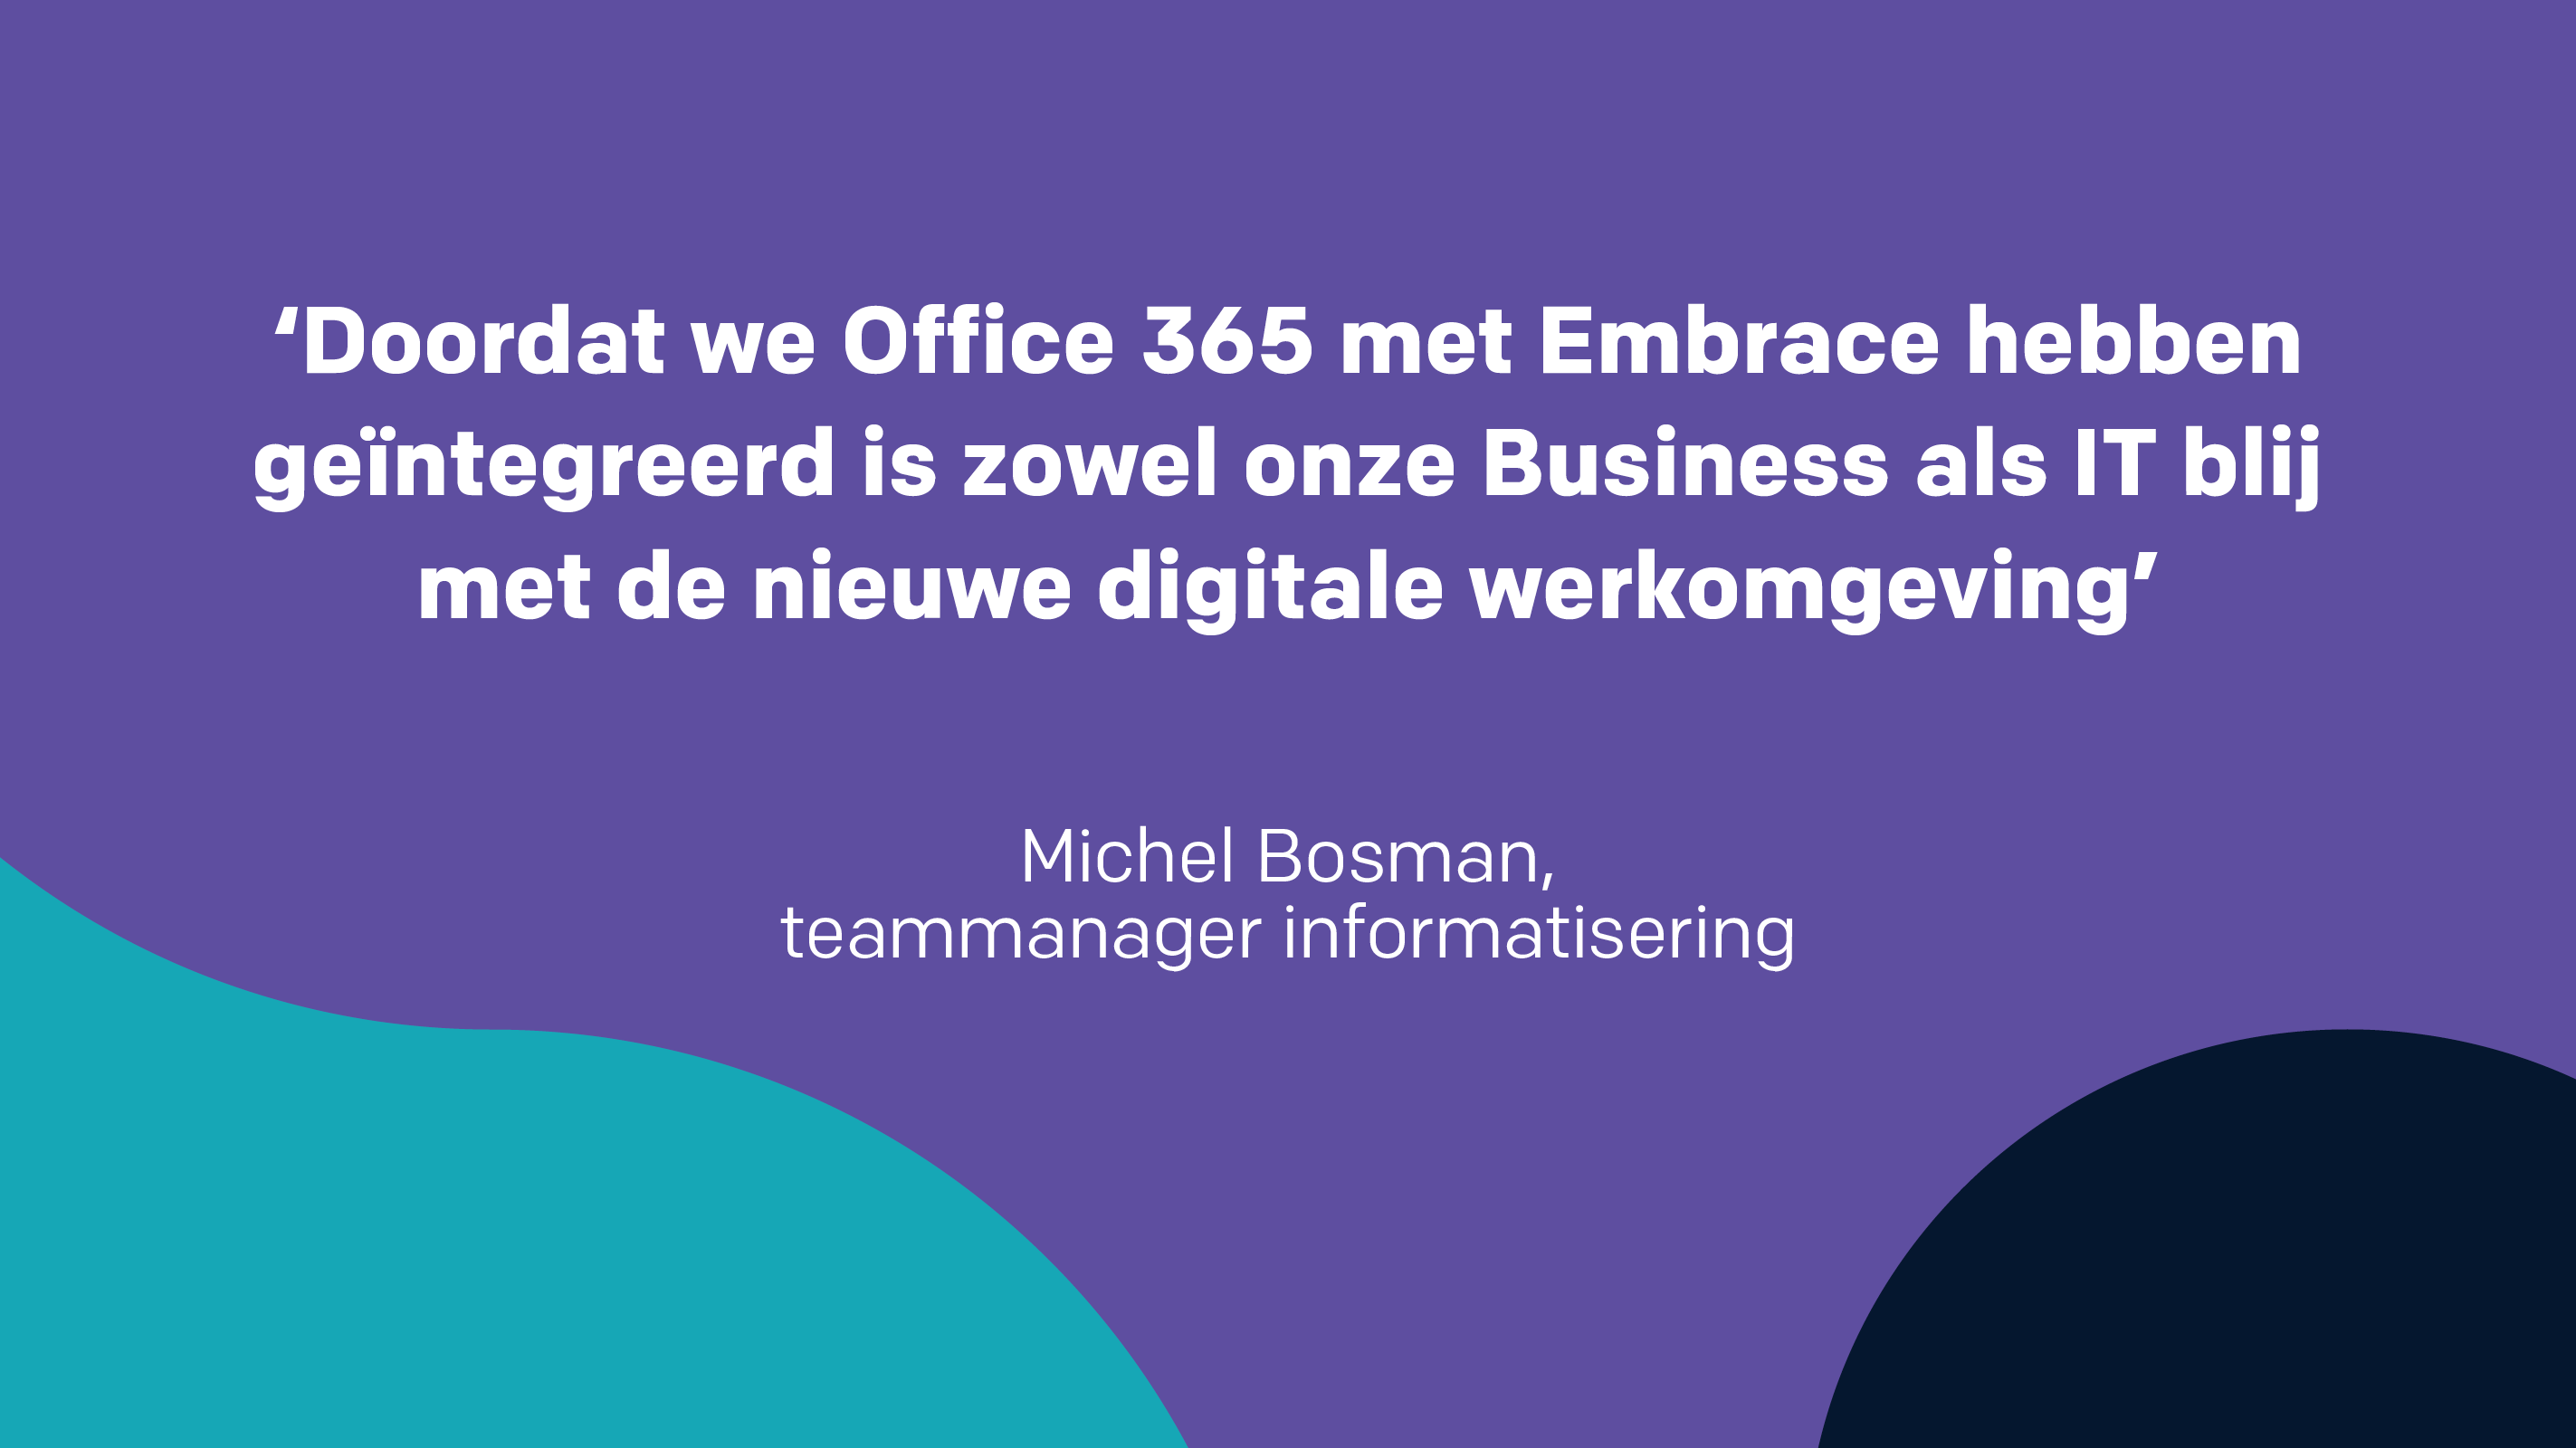 ‘Doordat we Office 365 met Embrace hebben
geïntegreerd is zowel onze Business als IT blij
met de nieuwe digitale werkomgeving’
Michel Bosman,
teammanager informatisering